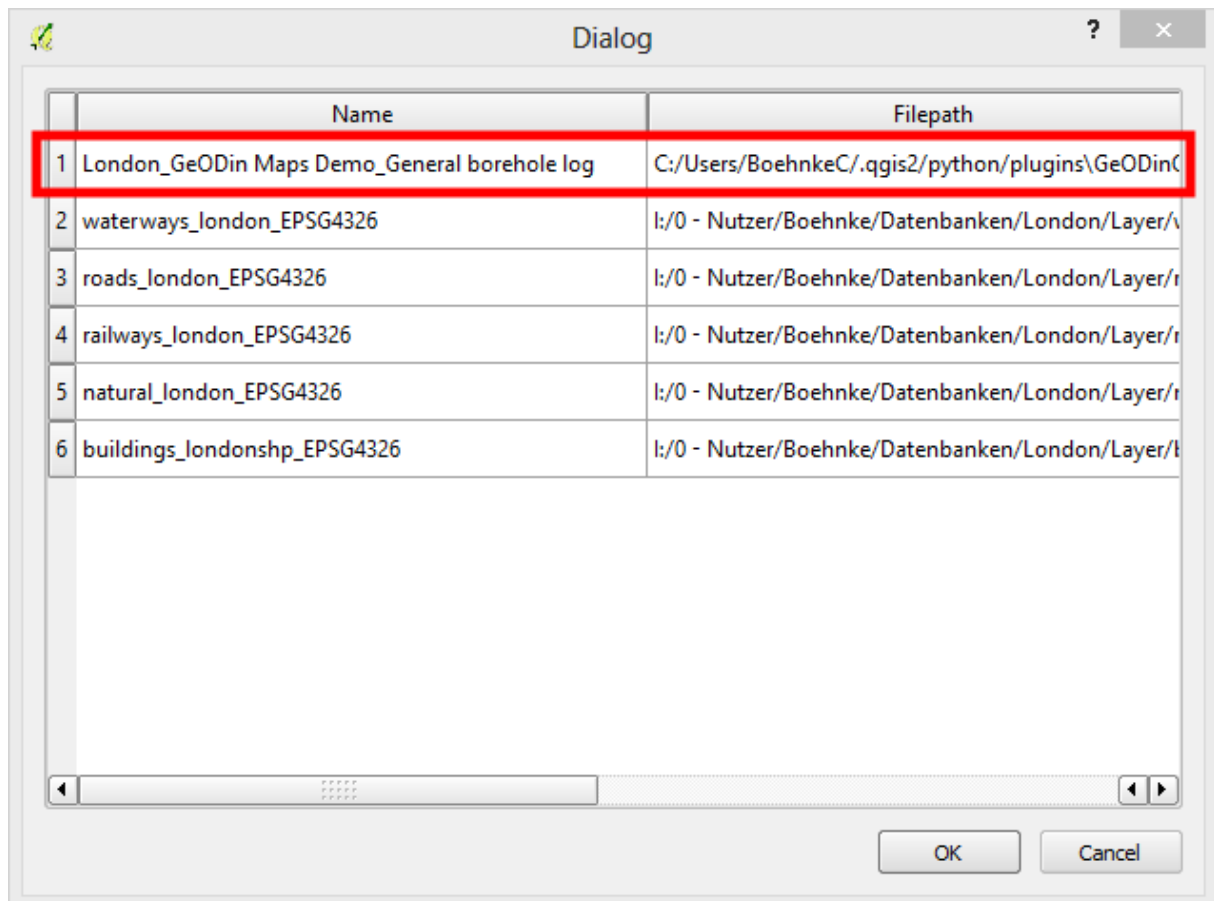 Dialog
?
Name Filepath
1 London_GeODin Maps Demo_General borehole log C:/Users/BoehnkeC/.qgis2/python/plugins\GeODin
2 waterways_london_EPSG4326 I:/0 - Nutzer/Boehnke/Datenbanken/London/Layer/
3 roads_london_EPSG4326 I:/0 - Nutzer/Boehnke/Datenbanken/London/Layer/
4 railways_london_EPSG4326 I:/0 - Nutzer/Boehnke/Datenbanken/London/Layer/
5 natural_london_EPSG4326 I:/0 - Nutzer/Boehnke/Datenbanken/London/Layer/
6 buildings_londonshp_EPSG4326 I:/0 - Nutzer/Boehnke/Datenbanken/London/Layer/
OK Cancel